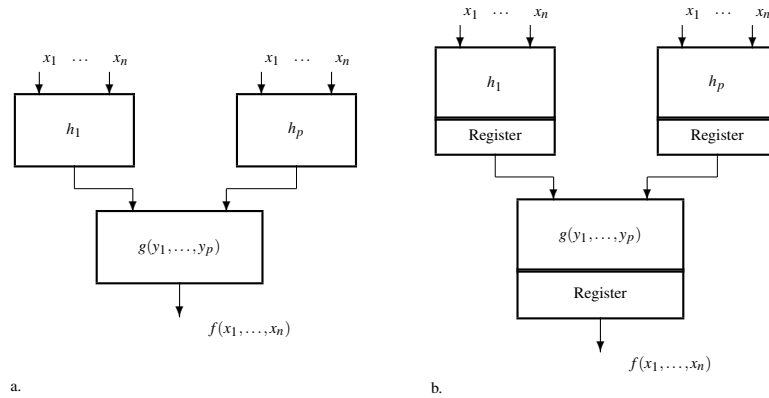 x₁ … xₙ
x₁ … xₙ
h₁
hₚ
g(y₁,…,yₚ)
f(x₁,…,xₙ)
a.
x₁ … xₙ
x₁ … xₙ
h₁
hₚ
Register
Register
g(y₁,…,yₚ)
Register
f(x₁,…,xₙ)
b.